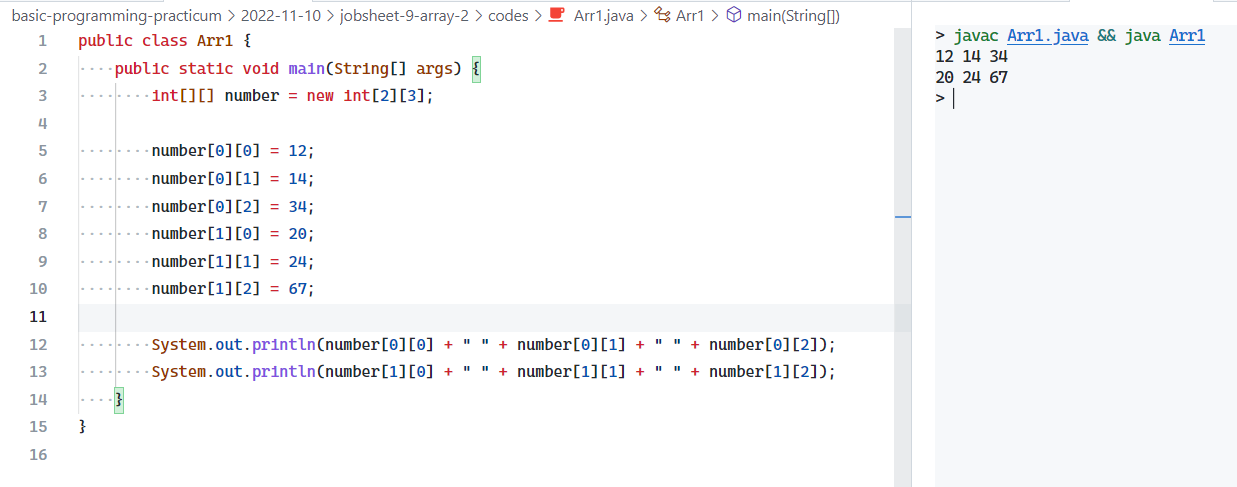 basic-programming-practicum > 2022-11-10 > jobsheet-9-array-2 > codes > Arr1.java > Arr1 > main(String[])
1 public class Arr1 {
2 public static void main(String[] args) {
3 int[][] number = new int[2][3];
4
5 number[0][0] = 12;
6 number[0][1] = 14;
7 number[0][2] = 34;
8 number[1][0] = 20;
9 number[1][1] = 24;
10 number[1][2] = 67;
11
12 System.out.println(number[0][0] + " " + number[0][1] + " " + number[0][2]);
13 System.out.println(number[1][0] + " " + number[1][1] + " " + number[1][2]);
14 }
15 }
16
> javac Arr1.java && java Arr1
12 14 34
20 24 67
>